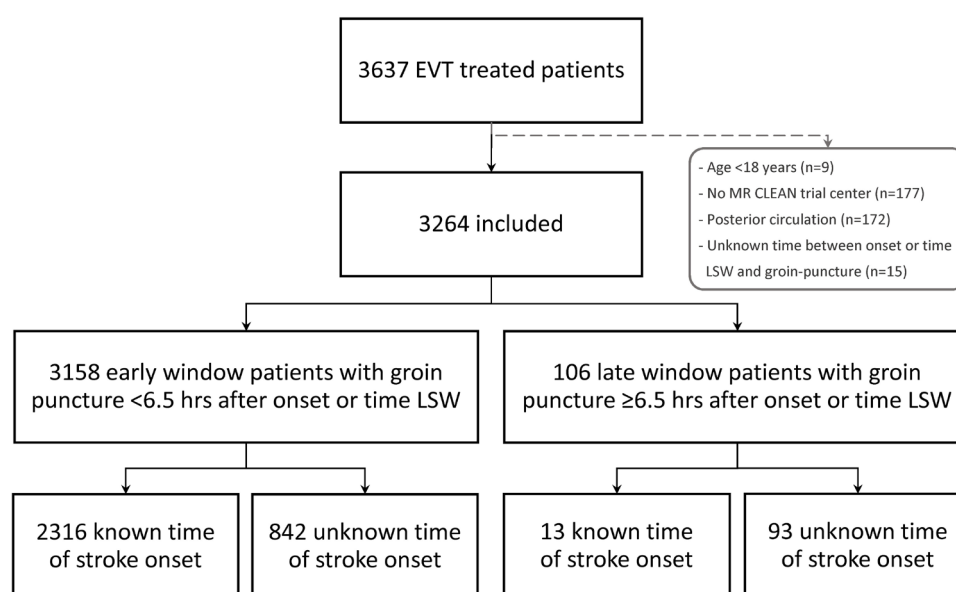 3637 EVT treated patients
- Age <18 years (n=9)
- No MR CLEAN trial center (n=177)
- Posterior circulation (n=172)
- Unknown time between onset or time
LSW and groin-puncture (n=15)
3264 included
3158 early window patients with groin
puncture <6.5 hrs after onset or time LSW
106 late window patients with groin
puncture ≥6.5 hrs after onset or time LSW
2316 known time
of stroke onset
842 unknown time
of stroke onset
13 known time
of stroke onset
93 unknown time
of stroke onset